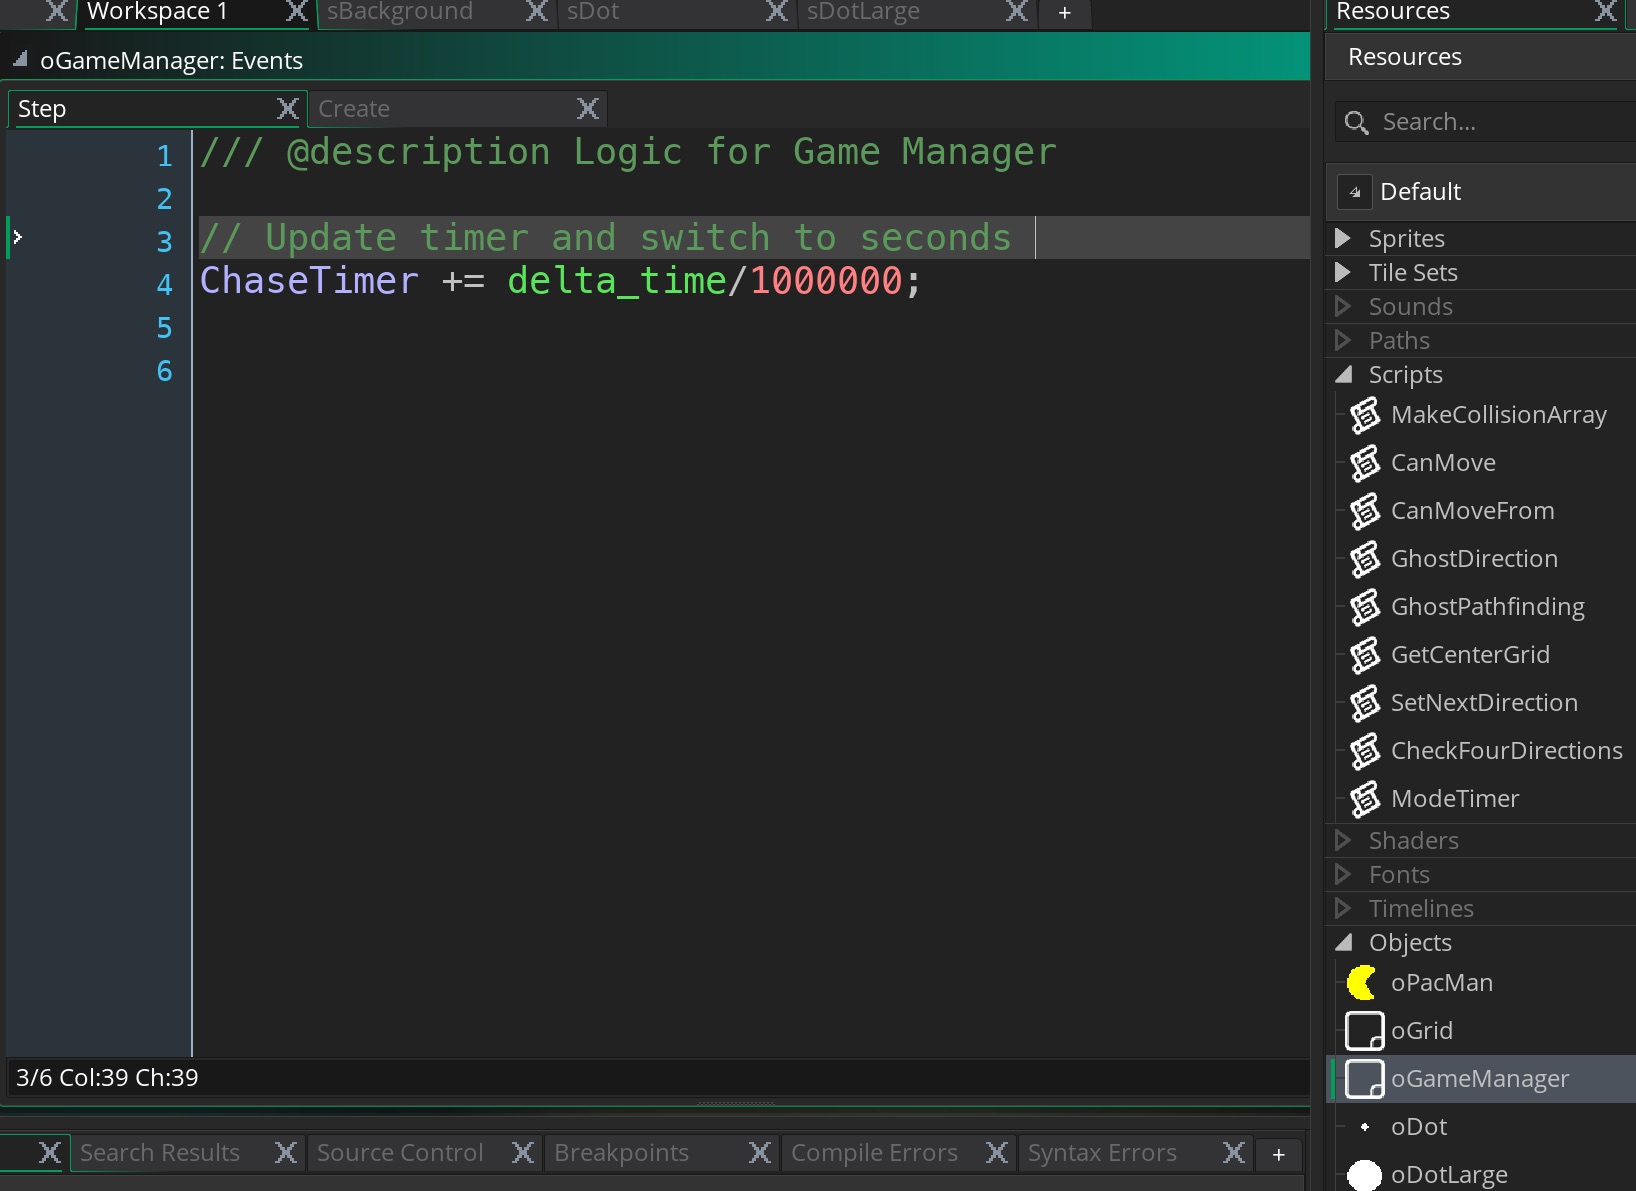 Workspace 1
sBackground
sDot
sDotLarge
+
oGameManager: Events
Step
Create
1 /// @description Logic for Game Manager
2
3 // Update timer and switch to seconds
4 ChaseTimer += delta_time/1000000;
5
6
3/6 Col:39 Ch:39
Search Results
Source Control
Breakpoints
Compile Errors
Syntax Errors
+
Resources
Resources
Search...
Default
Sprites
Tile Sets
Sounds
Paths
Scripts
MakeCollisionArray
CanMove
CanMoveFrom
GhostDirection
GhostPathfinding
GetCenterGrid
SetNextDirection
CheckFourDirections
ModeTimer
Shaders
Fonts
Timelines
Objects
oPacMan
oGrid
oGameManager
oDot
oDotLarge